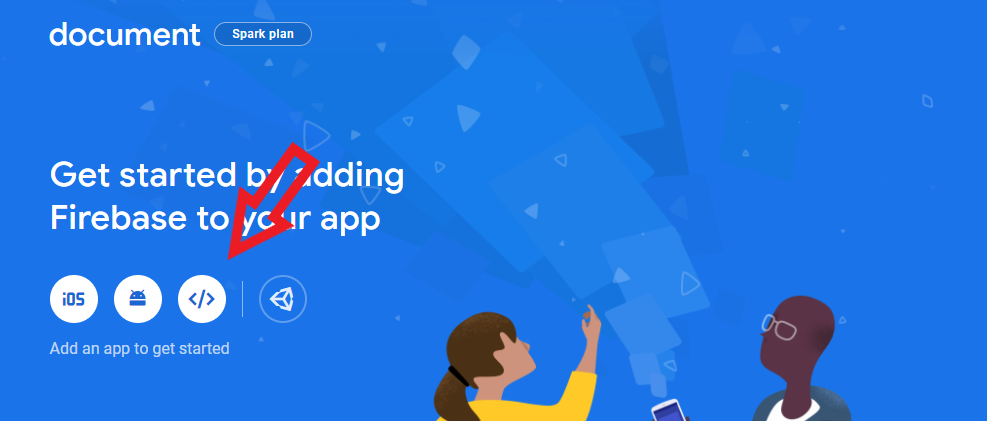 document
Spark plan
Get started by adding
Firebase to your app
iOS
</>
Add an app to get started